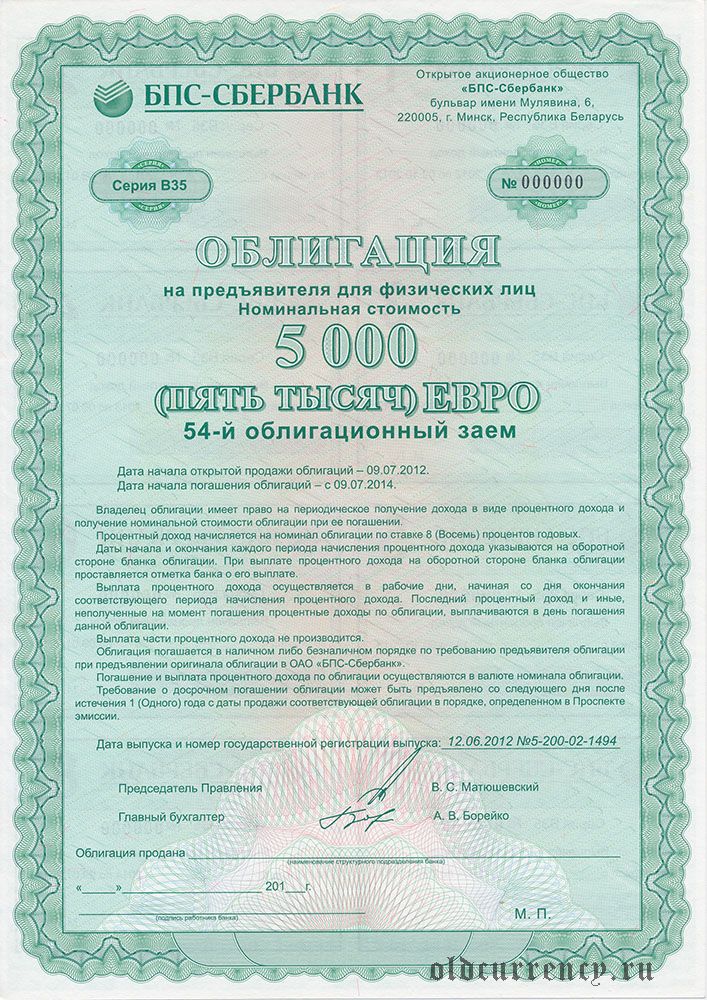 БПС-СБЕРБАНК
Открытое акционерное общество
«БПС-Сбербанк»
бульвар имени Мулявина, 6,
220005, г. Минск, Республика Беларусь
СЕРИЯ
Серия В35
СЕРИЯ
НОМЕР
№ 000000
НОМЕР
ОБЛИГАЦИЯ
на предъявителя для физических лиц
Номинальная стоимость
5 000
(ПЯТЬ ТЫСЯЧ) ЕВРО
54-й облигационный заем
Дата начала открытой продажи облигаций – 09.07.2012.
Дата начала погашения облигаций – с 09.07.2014.
Владелец облигации имеет право на периодическое получение дохода в виде процентного дохода и
получение номинальной стоимости облигации при ее погашении.
Процентный доход начисляется на номинал облигации по ставке 8 (Восемь) процентов годовых.
Даты начала и окончания каждого периода начисления процентного дохода указываются на оборотной
стороне бланка облигации. При выплате процентного дохода на оборотной стороне бланка облигации
проставляется отметка банка о его выплате.
Выплата процентного дохода осуществляется в рабочие дни, начиная со дня окончания
соответствующего периода начисления процентного дохода. Последний процентный доход и иные,
неполученные на момент погашения процентные доходы по облигации, выплачиваются в день погашения
данной облигации.
Выплата части процентного дохода не производится.
Облигация погашается в наличном либо безналичном порядке по требованию предъявителя облигации
при предъявлении оригинала облигации в ОАО «БПС-Сбербанк».
Погашение и выплата процентного дохода по облигации осуществляются в валюте номинала облигации.
Требование о досрочном погашении облигации может быть предъявлено со следующего дня после
истечения 1 (Одного) года с даты продажи соответствующей облигации в порядке, определенном в Проспекте
эмиссии.
Дата выпуска и номер государственной регистрации выпуска: 12.06.2012 №5-200-02-1494
Председатель Правления В. С. Матюшевский
Главный бухгалтер А. В. Борейко
Облигация продана
(наименование структурного подразделения банка)
«____» 201___г.
(подпись работника банка)
М. П.
oldcurrency.ru